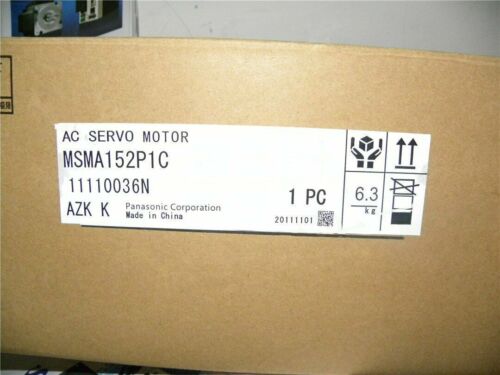 AC SERVO MOTOR
MSMA152P1C
11110036N
1 PC
6.3
kg
AZK K
Panasonic Corporation
Made in China
20111101